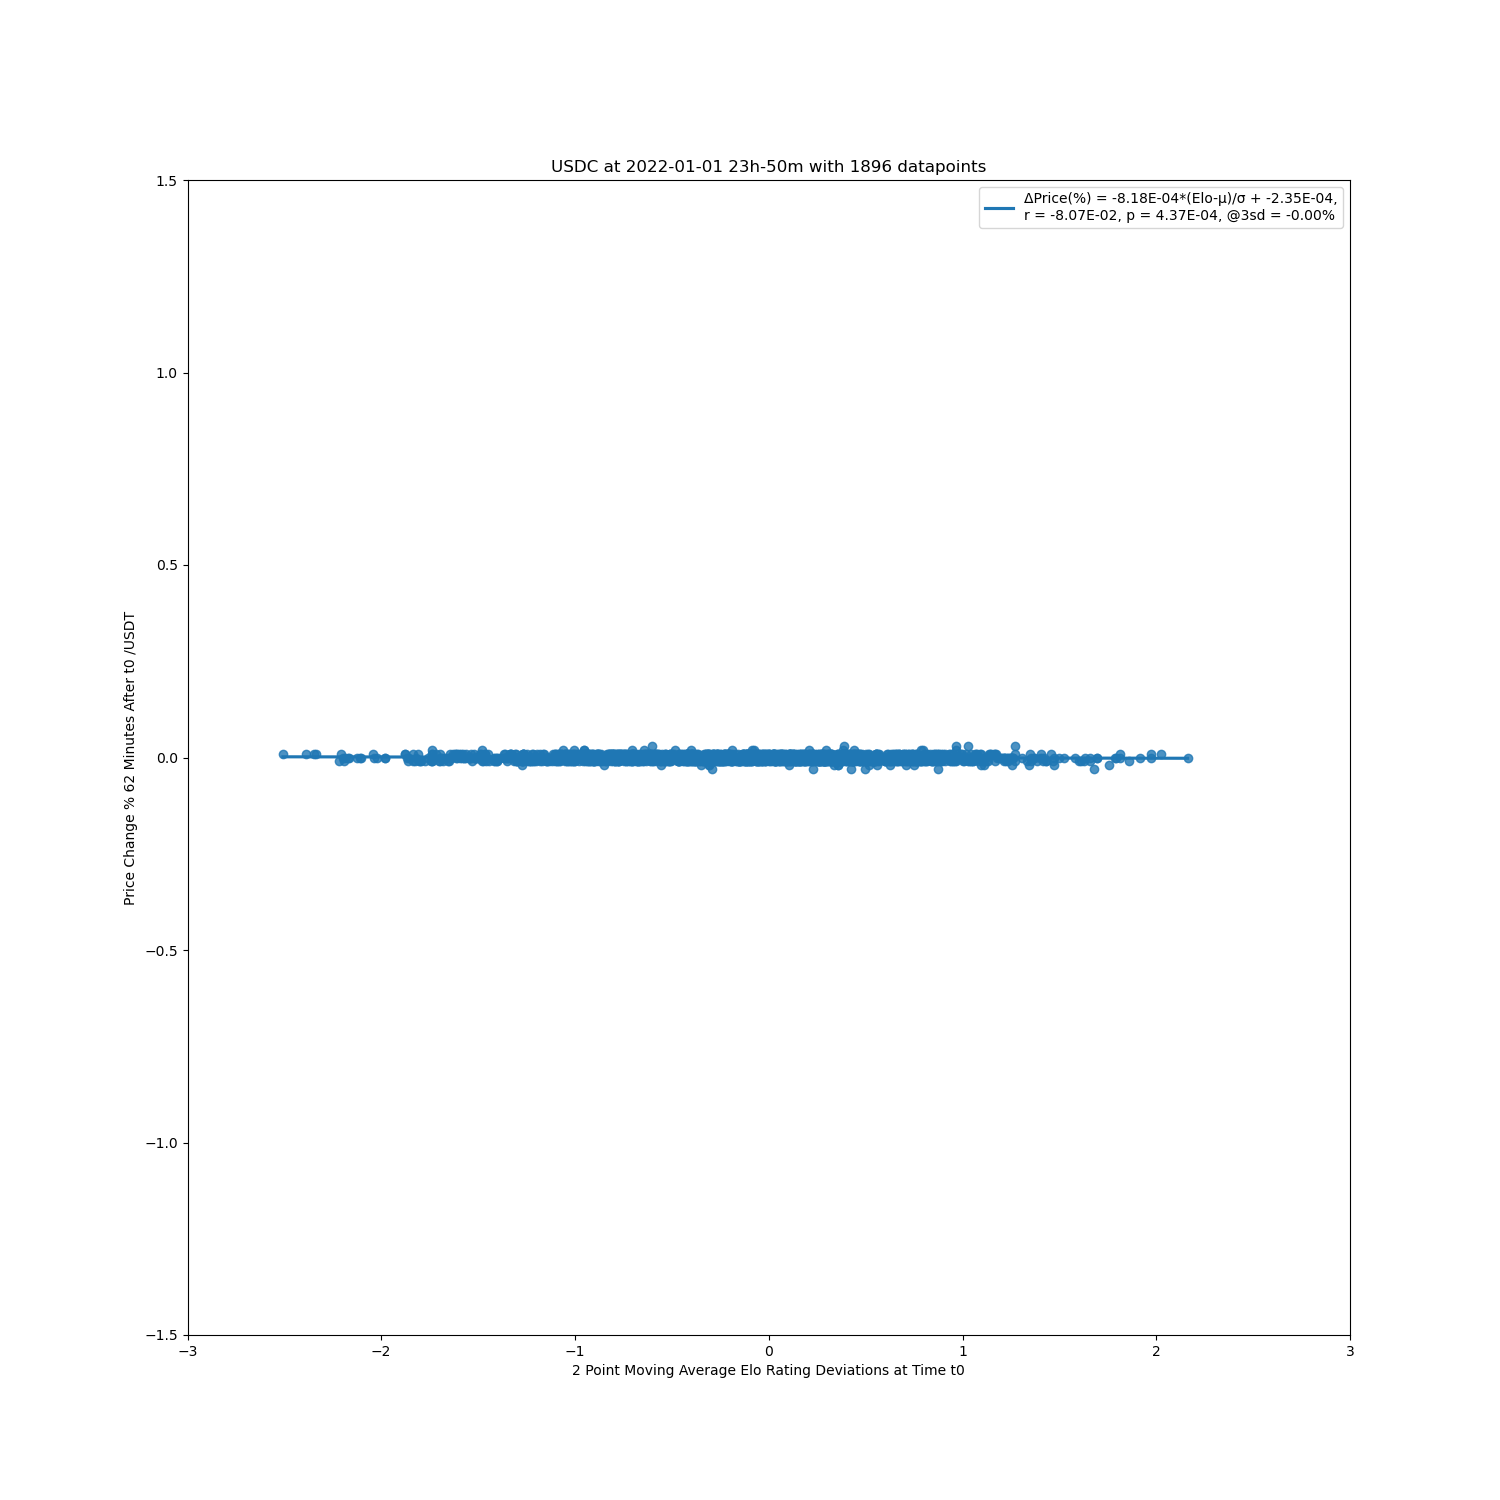 USDC at 2022-01-01 23h-50m with 1896 datapoints
ΔPrice(%) = -8.18E-04*(Elo-μ)/σ + -2.35E-04,
r = -8.07E-02, p = 4.37E-04, @3sd = -0.00%
1.5
1.0
0.5
0.0
−0.5
−1.0
−1.5
Price Change % 62 Minutes After t0 /USDT
−3
−2
−1
0
1
2
3
2 Point Moving Average Elo Rating Deviations at Time t0